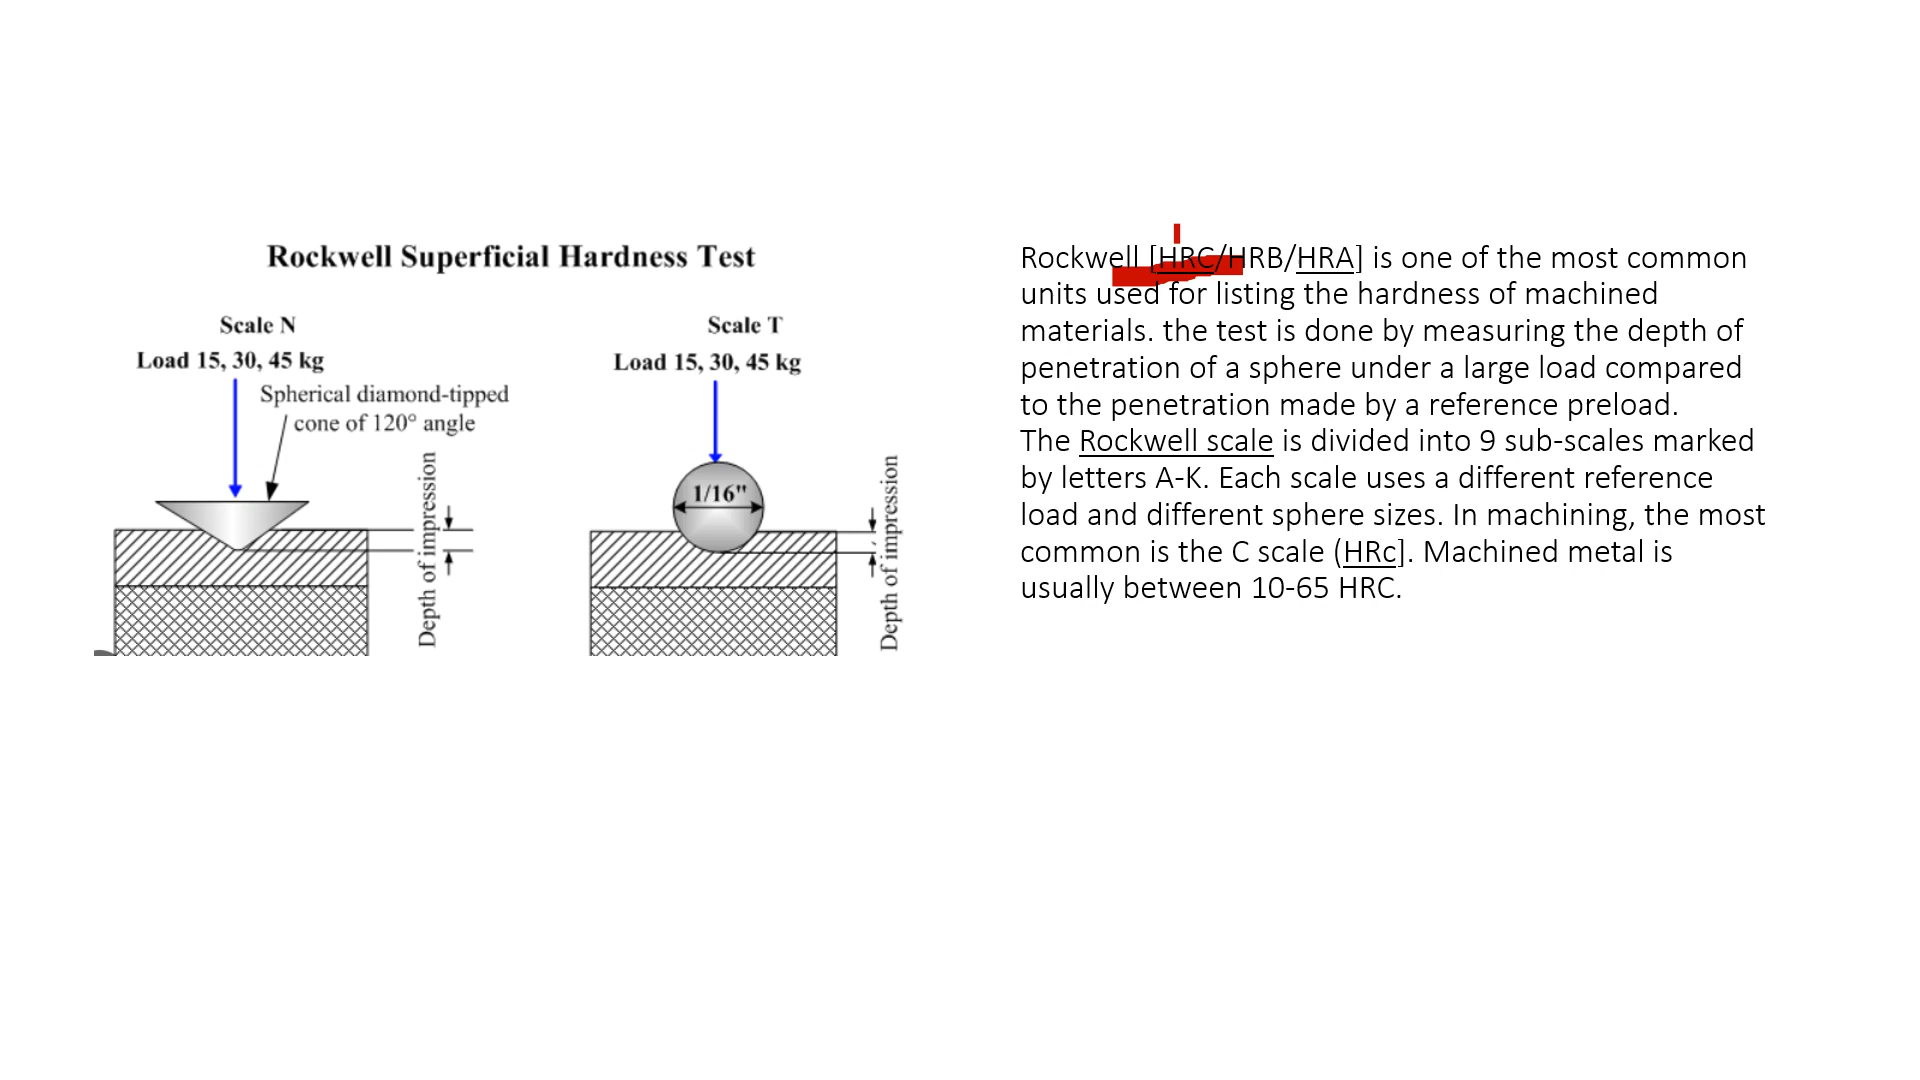 Rockwell Superficial Hardness Test
Scale N
Load 15, 30, 45 kg
Spherical diamond-tipped
cone of 120° angle
Depth of impression
Scale T
Load 15, 30, 45 kg
1/16"
Depth of impression
Rockwell [HRC/HRB/HRA] is one of the most common
units used for listing the hardness of machined
materials. the test is done by measuring the depth of
penetration of a sphere under a large load compared
to the penetration made by a reference preload.
The Rockwell scale is divided into 9 sub-scales marked
by letters A-K. Each scale uses a different reference
load and different sphere sizes. In machining, the most
common is the C scale (HRc]. Machined metal is
usually between 10-65 HRC.